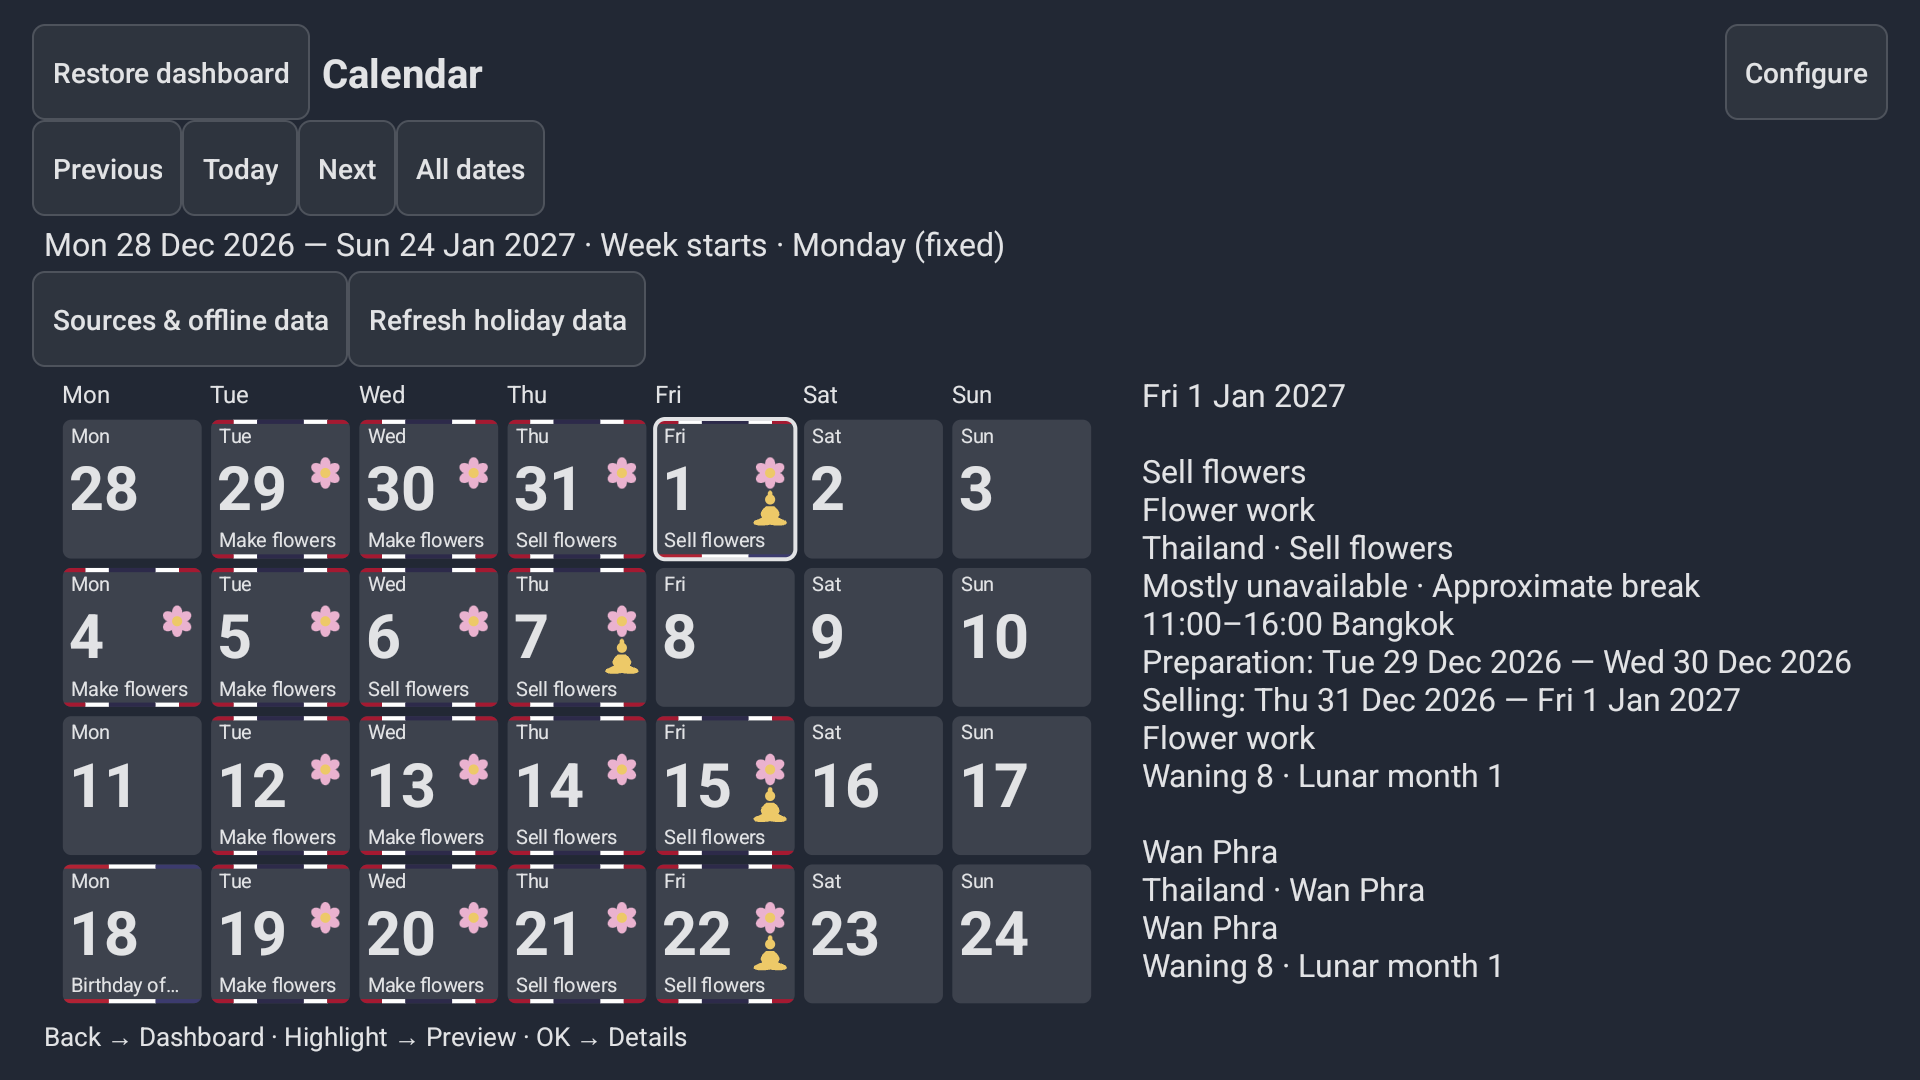 Restore dashboard Calendar Configure
Previous Today Next All dates
Mon 28 Dec 2026 — Sun 24 Jan 2027 · Week starts · Monday (fixed)
Sources & offline data Refresh holiday data
Mon Tue Wed Thu Fri Sat Sun
Mon Tue Wed Thu Fri Sat Sun
28 29 30 31 1 2 3
Make flowers Make flowers Sell flowers Sell flowers
Mon Tue Wed Thu Fri Sat Sun
4 5 6 7 8 9 10
Make flowers Make flowers Sell flowers Sell flowers
Mon Tue Wed Thu Fri Sat Sun
11 12 13 14 15 16 17
Make flowers Make flowers Sell flowers Sell flowers
Mon Tue Wed Thu Fri Sat Sun
18 19 20 21 22 23 24
Birthday of... Make flowers Make flowers Sell flowers Sell flowers
Fri 1 Jan 2027
Sell flowers
Flower work
Thailand · Sell flowers
Mostly unavailable · Approximate break
11:00–16:00 Bangkok
Preparation: Tue 29 Dec 2026 — Wed 30 Dec 2026
Selling: Thu 31 Dec 2026 — Fri 1 Jan 2027
Flower work
Waning 8 · Lunar month 1
Wan Phra
Thailand · Wan Phra
Wan Phra
Waning 8 · Lunar month 1
Back → Dashboard · Highlight → Preview · OK → Details